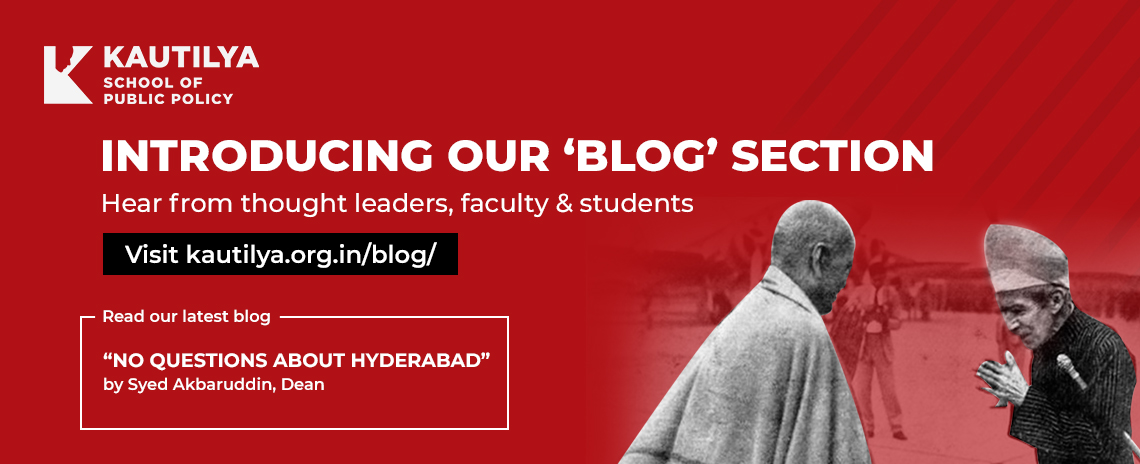 KAUTILYA
SCHOOL OF
PUBLIC POLICY
INTRODUCING OUR ‘BLOG’ SECTION
Hear from thought leaders, faculty & students
Visit kautilya.org.in/blog/
Read our latest blog
“NO QUESTIONS ABOUT HYDERABAD”
by Syed Akbaruddin, Dean